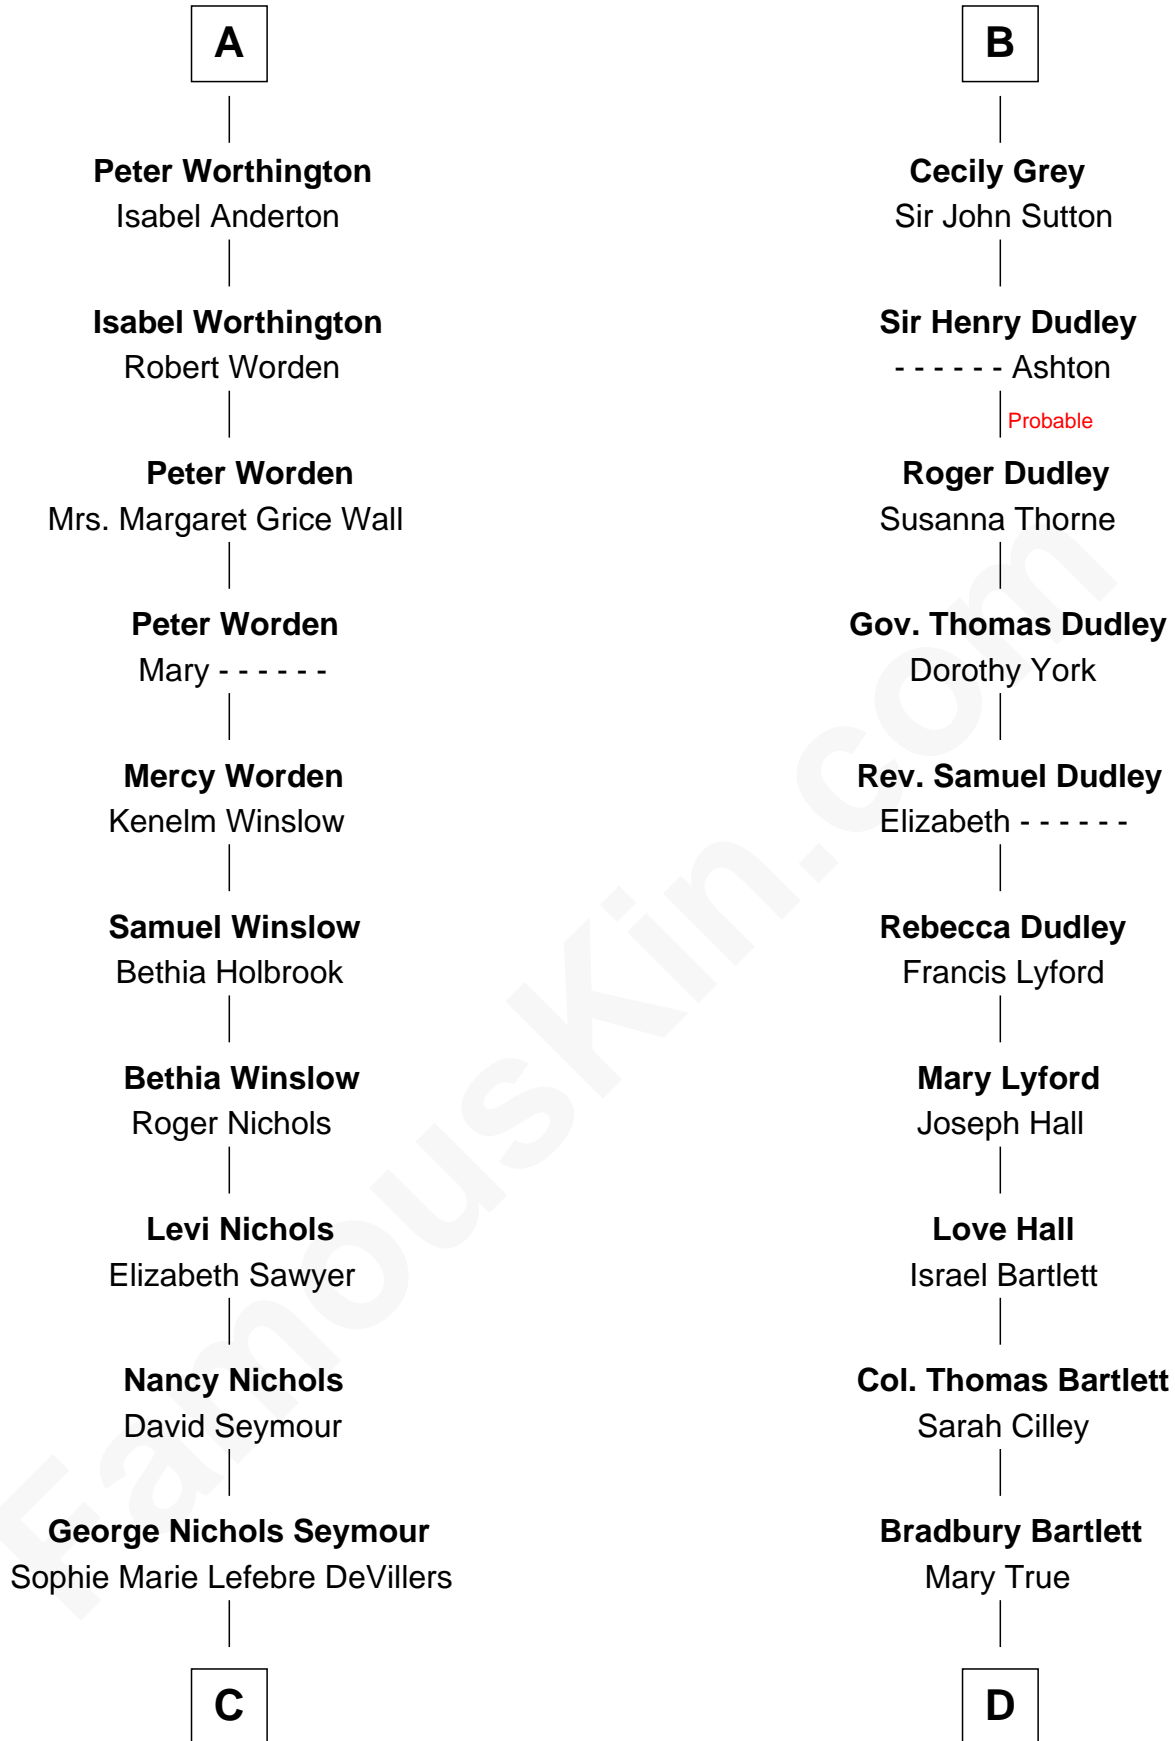 A
Peter Worthington
Isabel Anderton
Isabel Worthington
Robert Worden
Peter Worden
Mrs. Margaret Grice Wall
Peter Worden
Mary - - - - - -
Mercy Worden
Kenelm Winslow
Samuel Winslow
Bethia Holbrook
Bethia Winslow
Roger Nichols
Levi Nichols
Elizabeth Sawyer
Nancy Nichols
David Seymour
George Nichols Seymour
Sophie Marie Lefebre DeVillers
C
B
Cecily Grey
Sir John Sutton
Sir Henry Dudley
- - - - - - Ashton
Probable
Roger Dudley
Susanna Thorne
Gov. Thomas Dudley
Dorothy York
Rev. Samuel Dudley
Elizabeth - - - - - -
Rebecca Dudley
Francis Lyford
Mary Lyford
Joseph Hall
Love Hall
Israel Bartlett
Col. Thomas Bartlett
Sarah Cilley
Bradbury Bartlett
Mary True
D
FamousKin.com